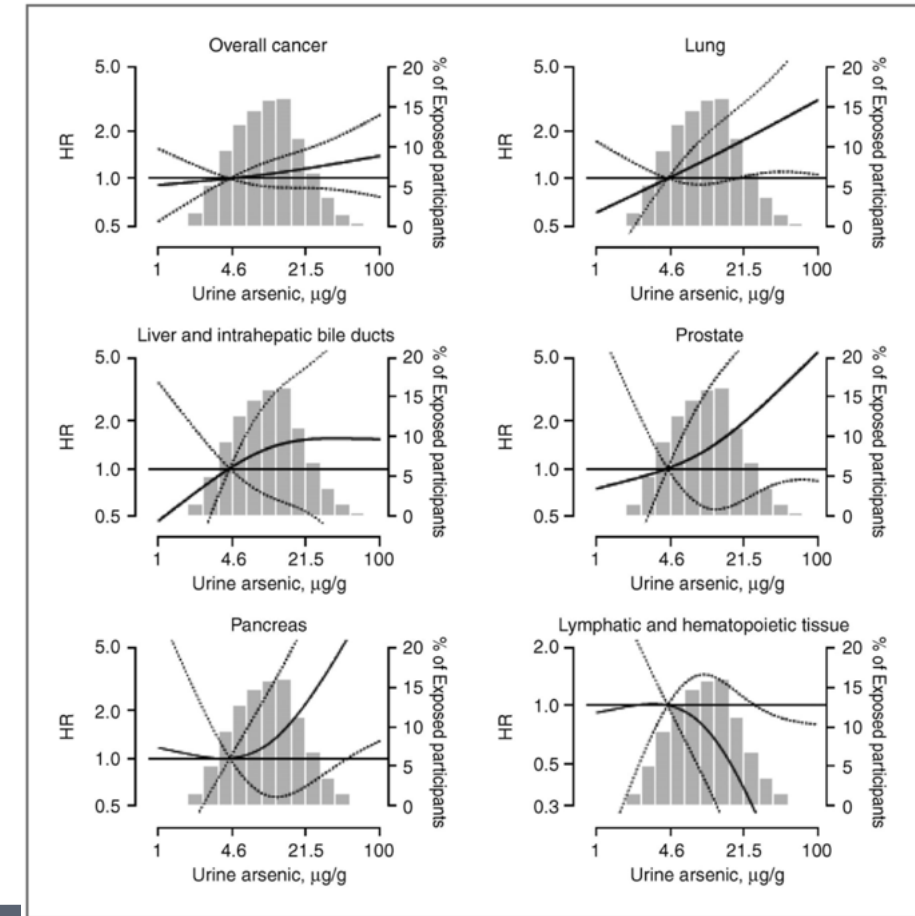 Overall cancer
5.0
2.0
1.0
0.5
HR
20
15
10
5
0
% of Exposed participants
1 4.6 21.5 100
Urine arsenic, μg/g
Lung
5.0
2.0
1.0
0.5
HR
20
15
10
5
0
% of Exposed participants
1 4.6 21.5 100
Urine arsenic, μg/g
Liver and intrahepatic bile ducts
5.0
2.0
1.0
0.5
HR
20
15
10
5
0
% of Exposed participants
1 4.6 21.5 100
Urine arsenic, μg/g
Prostate
5.0
2.0
1.0
0.5
HR
20
15
10
5
0
% of Exposed participants
1 4.6 21.5 100
Urine arsenic, μg/g
Pancreas
5.0
2.0
1.0
0.5
HR
20
15
10
5
0
% of Exposed participants
1 4.6 21.5 100
Urine arsenic, μg/g
Lymphatic and hematopoietic tissue
2.0
1.0
0.5
0.3
HR
20
15
10
5
0
% of Exposed participants
1 4.6 21.5 100
Urine arsenic, μg/g